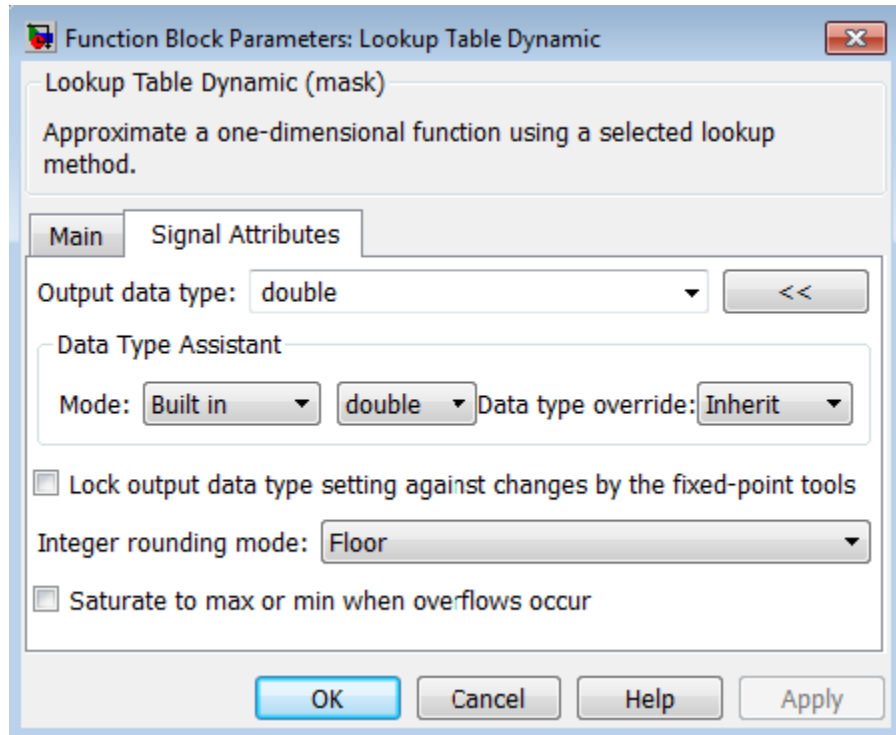 Function Block Parameters: Lookup Table Dynamic
Lookup Table Dynamic (mask)
Approximate a one-dimensional function using a selected lookup
method.
Main Signal Attributes
Output data type: double <<
Data Type Assistant
Mode: Built in double Data type override: Inherit
Lock output data type setting against changes by the fixed-point tools
Integer rounding mode: Floor
Saturate to max or min when overflows occur
OK Cancel Help Apply